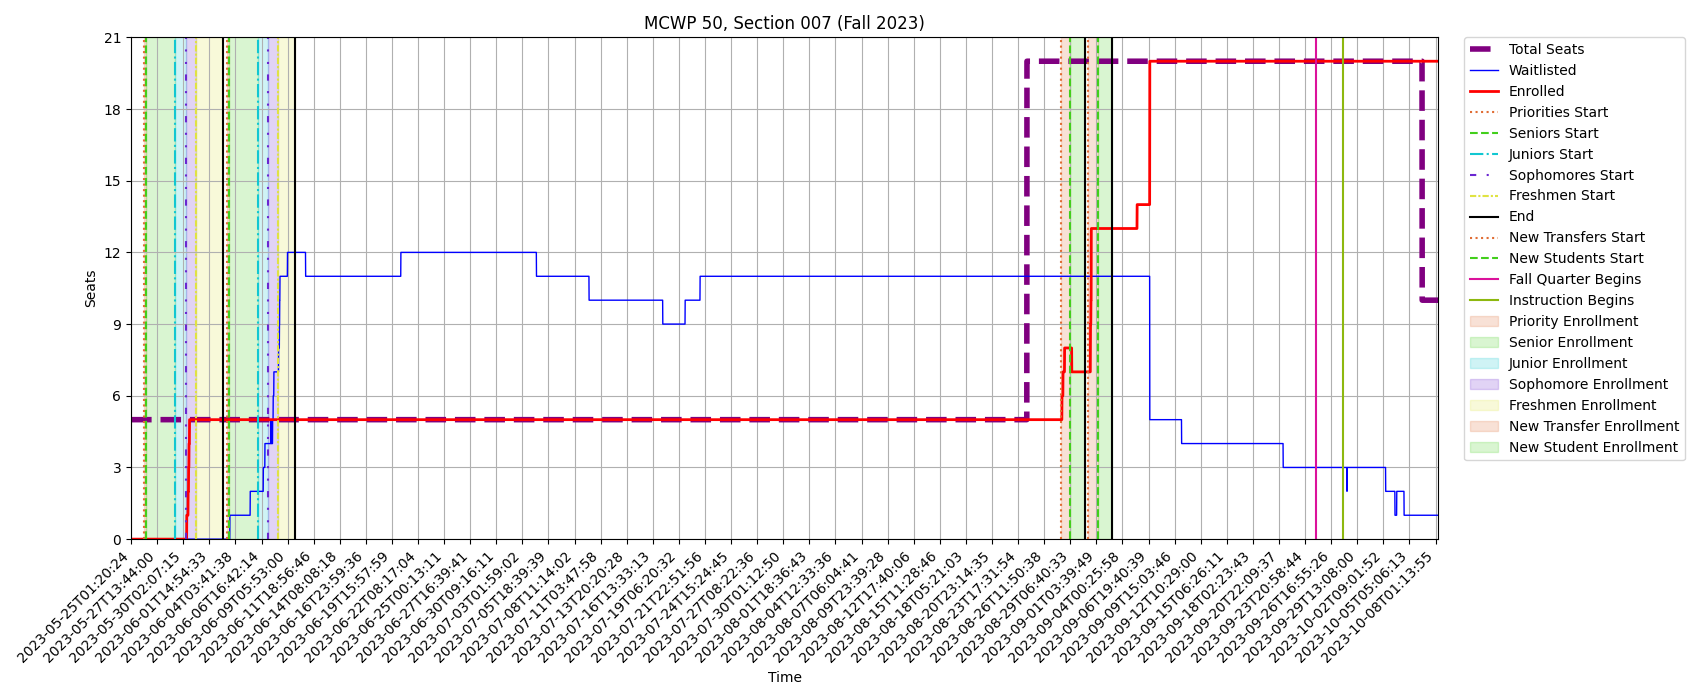 MCWP 50, Section 007 (Fall 2023)
21
18
15
12
9
6
3
0
Seats
2023-05-25T01:20:24
2023-05-27T13:44:00
2023-05-30T02:07:15
2023-06-01T14:54:33
2023-06-04T03:41:38
2023-06-06T16:42:14
2023-06-09T05:53:00
2023-06-11T18:56:46
2023-06-14T08:08:18
2023-06-16T23:59:36
2023-06-19T15:57:59
2023-06-22T08:17:04
2023-06-25T00:13:11
2023-06-27T16:39:41
2023-06-30T09:16:11
2023-07-03T01:59:02
2023-07-05T18:39:39
2023-07-08T11:14:02
2023-07-11T03:47:58
2023-07-13T20:20:28
2023-07-16T13:33:13
2023-07-19T06:20:32
2023-07-21T22:51:56
2023-07-24T15:24:45
2023-07-27T08:22:36
2023-07-30T01:12:50
2023-08-01T18:36:43
2023-08-04T12:33:36
2023-08-07T06:04:41
2023-08-09T23:39:28
2023-08-12T17:40:06
2023-08-15T11:28:46
2023-08-18T05:21:03
2023-08-20T23:14:35
2023-08-23T17:31:54
2023-08-26T11:50:38
2023-08-29T06:40:33
2023-09-01T03:39:49
2023-09-04T00:25:58
2023-09-06T19:40:39
2023-09-09T15:03:46
2023-09-12T10:29:00
2023-09-15T06:26:11
2023-09-18T02:23:43
2023-09-20T22:09:37
2023-09-23T20:58:44
2023-09-26T16:55:26
2023-09-29T13:08:00
2023-10-02T09:01:52
2023-10-05T05:06:13
2023-10-08T01:13:55
Time
Total Seats
Waitlisted
Enrolled
Priorities Start
Seniors Start
Juniors Start
Sophomores Start
Freshmen Start
End
New Transfers Start
New Students Start
Fall Quarter Begins
Instruction Begins
Priority Enrollment
Senior Enrollment
Junior Enrollment
Sophomore Enrollment
Freshmen Enrollment
New Transfer Enrollment
New Student Enrollment